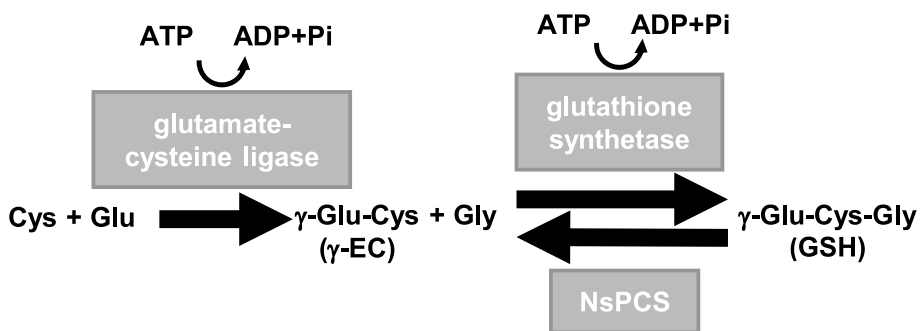 ATP ADP+Pi
ATP ADP+Pi
glutamate-
cysteine ligase
glutathione
synthetase
Cys + Glu
γ-Glu-Cys + Gly
(γ-EC)
γ-Glu-Cys-Gly
(GSH)
NsPCS